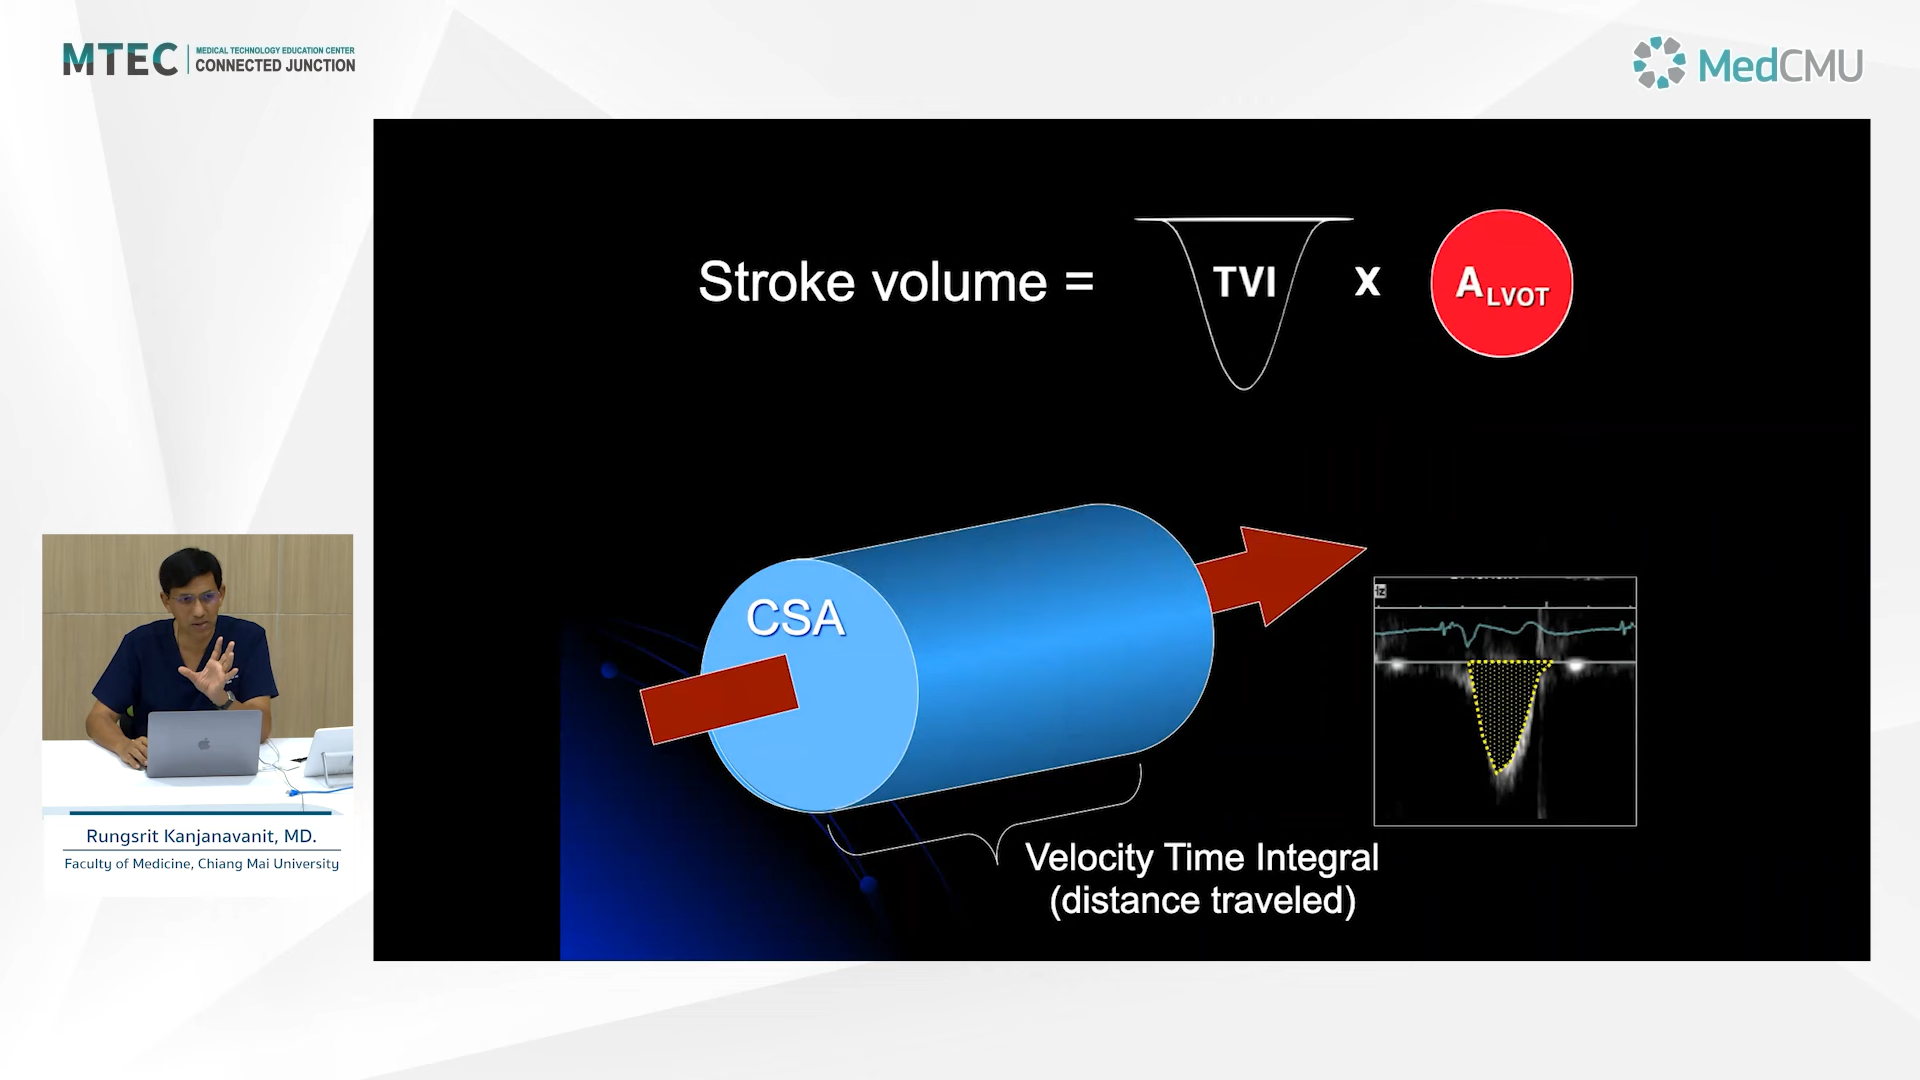 MTEC
MEDICAL TECHNOLOGY EDUCATION CENTER
CONNECTED JUNCTION
MedCMU
Stroke volume =
TVI
x
ALVOT
CSA
Velocity Time Integral
(distance traveled)
Rungsrit Kanjanavanit, MD.
Faculty of Medicine, Chiang Mai University